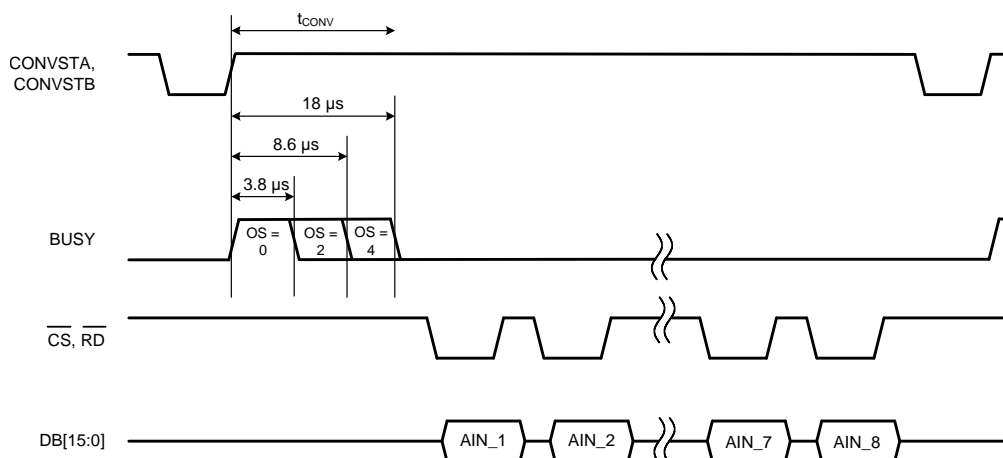 tCONV
CONVSTA,
CONVSTB
18 µs
8.6 µs
3.8 µs
BUSY
OS =
0
OS =
2
OS =
4
CS, RD
DB[15:0]
AIN_1
AIN_2
AIN_7
AIN_8